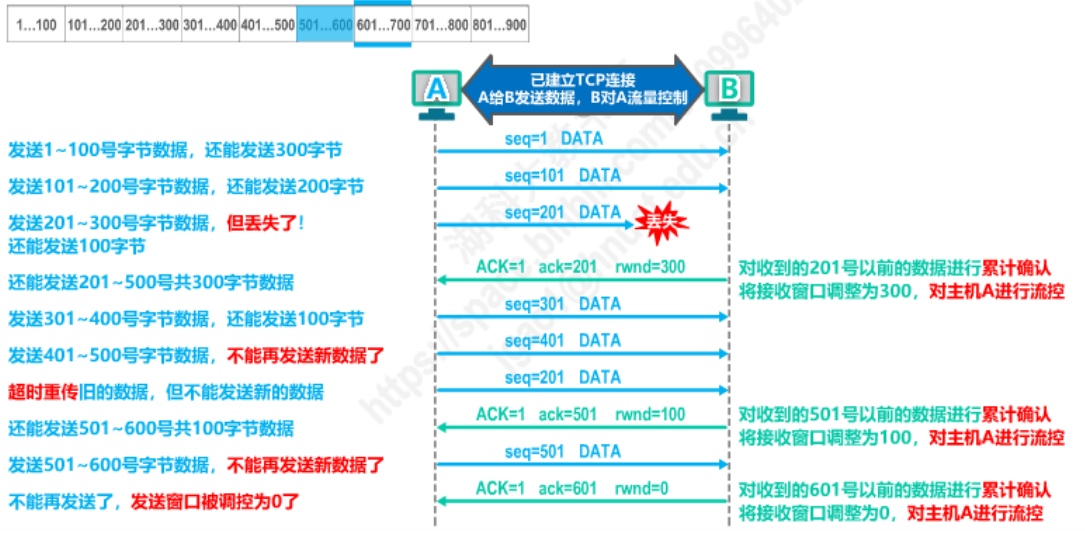 1...100 101...200 201...300 301...400 401...500 501...600 601...700 701...800 801...900
已建立TCP连接
A给B发送数据，B对A流量控制
A
B
发送1~100号字节数据，还能发送300字节
seq=1 DATA
发送101~200号字节数据，还能发送200字节
seq=101 DATA
发送201~300号字节数据，但丢失了！
还能发送100字节
seq=201 DATA
丢失
还能发送201~500号共300字节数据
ACK=1 ack=201 rwnd=300
对收到的201号以前的数据进行累计确认
将接收窗口调整为300，对主机A进行流控
发送301~400号字节数据，还能发送100字节
seq=301 DATA
发送401~500号字节数据，不能再发送新数据了
seq=401 DATA
超时重传旧的数据，但不能发送新的数据
seq=201 DATA
还能发送501~600号共100字节数据
ACK=1 ack=501 rwnd=100
对收到的501号以前的数据进行累计确认
将接收窗口调整为100，对主机A进行流控
发送501~600号字节数据，不能再发送新数据了
seq=501 DATA
不能再发送了，发送窗口被调控为0了
ACK=1 ack=601 rwnd=0
对收到的601号以前的数据进行累计确认
将接收窗口调整为0，对主机A进行流控